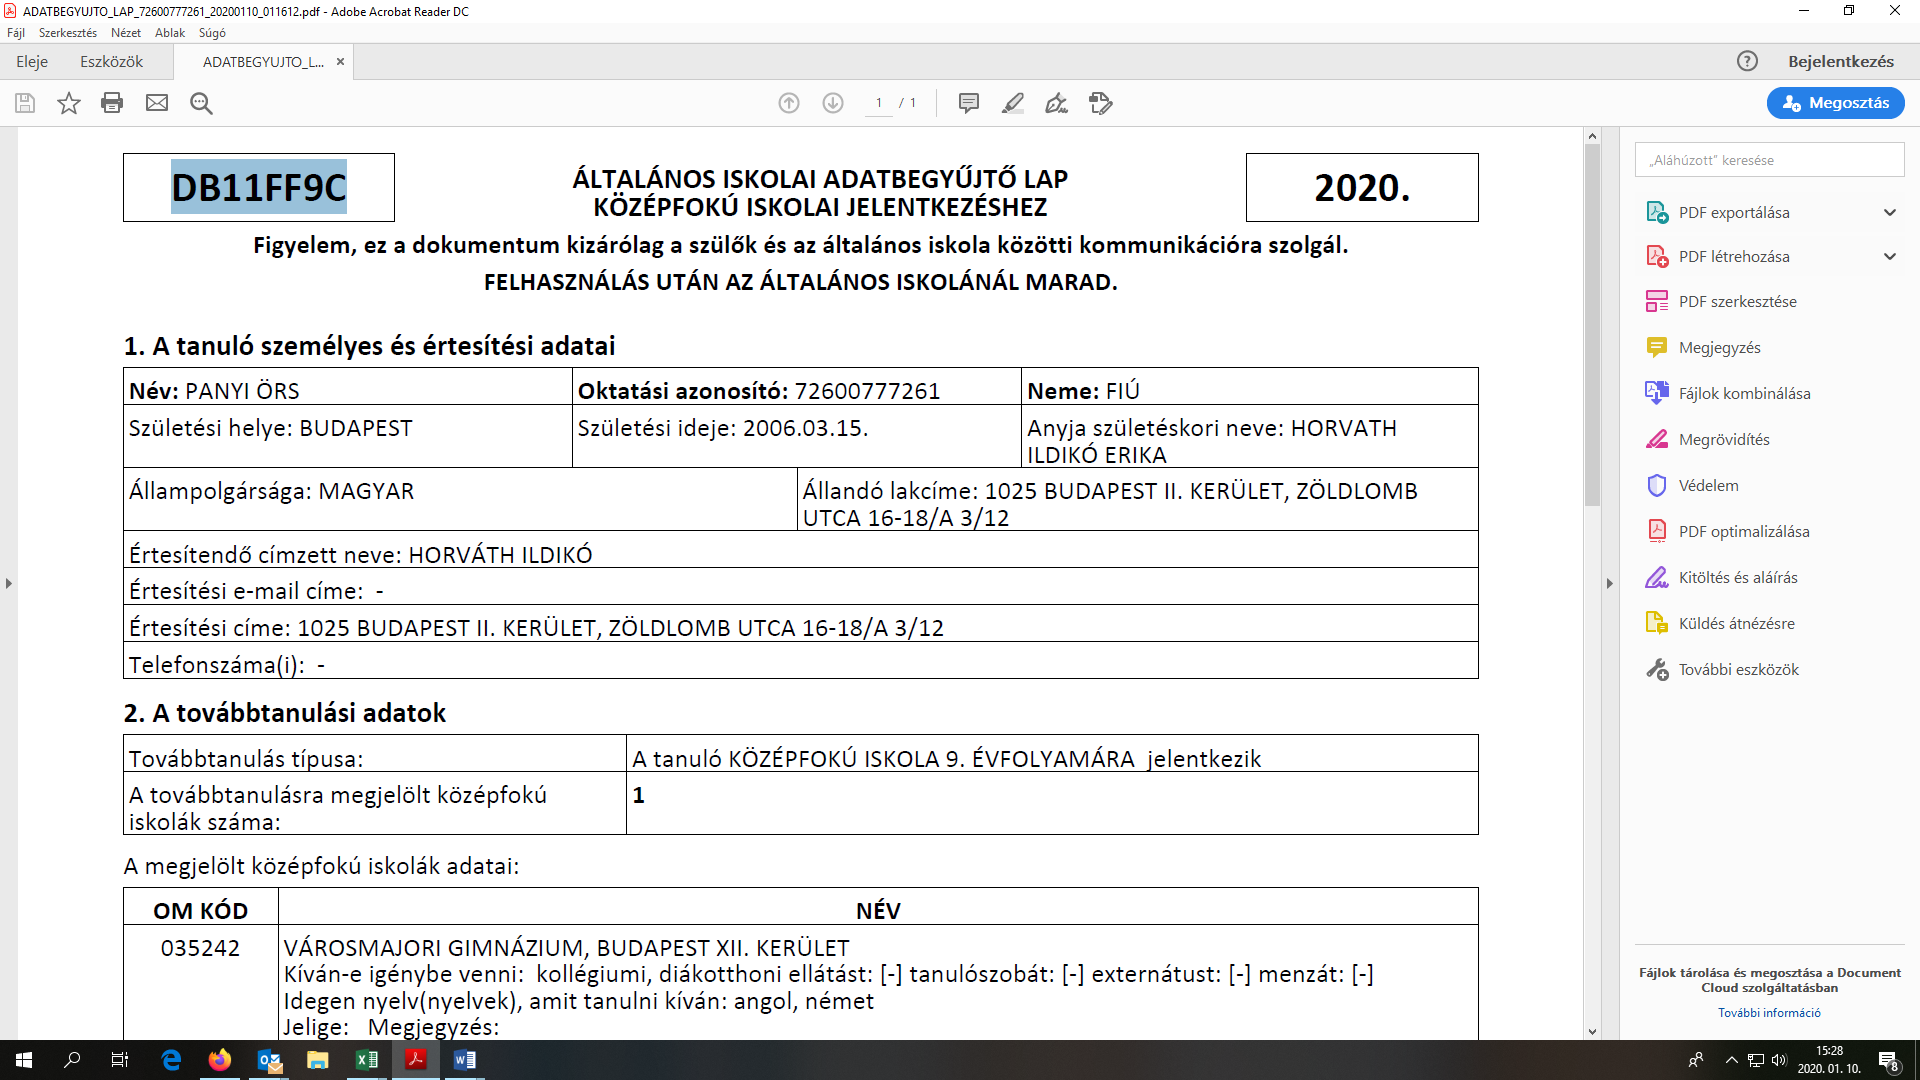 ADATBEGYUJTO_LAP_72600777261_20200110_011612.pdf - Adobe Acrobat Reader DC
Fájl Szerkesztés Nézet Ablak Súgó
Eleje Eszközök ADATBEGYUJTO_L... × ? Bejelentkezés
1 / 1 Megosztás
DB11FF9C
ÁLTALÁNOS ISKOLAI ADATBEGYŰJTŐ LAP
KÖZÉPFOKÚ ISKOLAI JELENTKEZÉSHEZ
2020.
Figyelem, ez a dokumentum kizárólag a szülők és az általános iskola közötti kommunikációra szolgál.
FELHASZNÁLÁS UTÁN AZ ÁLTALÁNOS ISKOLÁNÁL MARAD.
1. A tanuló személyes és értesítési adatai
Név: PANYI ÖRS Oktatási azonosító: 72600777261 Neme: FIÚ
Születési helye: BUDAPEST Születési ideje: 2006.03.15. Anyja születéskori neve: HORVATH
ILDIKÓ ERIKA
Állampolgársága: MAGYAR Állandó lakcíme: 1025 BUDAPEST II. KERÜLET, ZÖLDLOMB
UTCA 16-18/A 3/12
Értesítendő címzett neve: HORVÁTH ILDIKÓ
Értesítési e-mail címe: -
Értesítési címe: 1025 BUDAPEST II. KERÜLET, ZÖLDLOMB UTCA 16-18/A 3/12
Telefonszáma(i): -
2. A továbbtanulási adatok
Továbbtanulás típusa: A tanuló KÖZÉPFOKÚ ISKOLA 9. ÉVFOLYAMÁRA jelentkezik
A továbbtanulásra megjelölt középfokú 1
iskolák száma:
A megjelölt középfokú iskolák adatai:
OM KÓD NÉV
035242 VÁROSMAJORI GIMNÁZIUM, BUDAPEST XII. KERÜLET
Kíván-e igénybe venni: kollégiumi, diákotthoni ellátást: [-] tanulószobát: [-] externátust: [-] menzát: [-]
Idegen nyelv(nyelvek), amit tanulni kíván: angol, német
Jelige: Megjegyzés:
„Aláhúzott" keresése
PDF exportálása
PDF létrehozása
PDF szerkesztése
Megjegyzés
Fájlok kombinálása
Megrövidítés
Védelem
PDF optimalizálása
Kitöltés és aláírás
Küldés átnézésre
További eszközök
Fájlok tárolása és megosztása a Document
Cloud szolgáltatásban
További információ
15:28
2020. 01. 10.
8